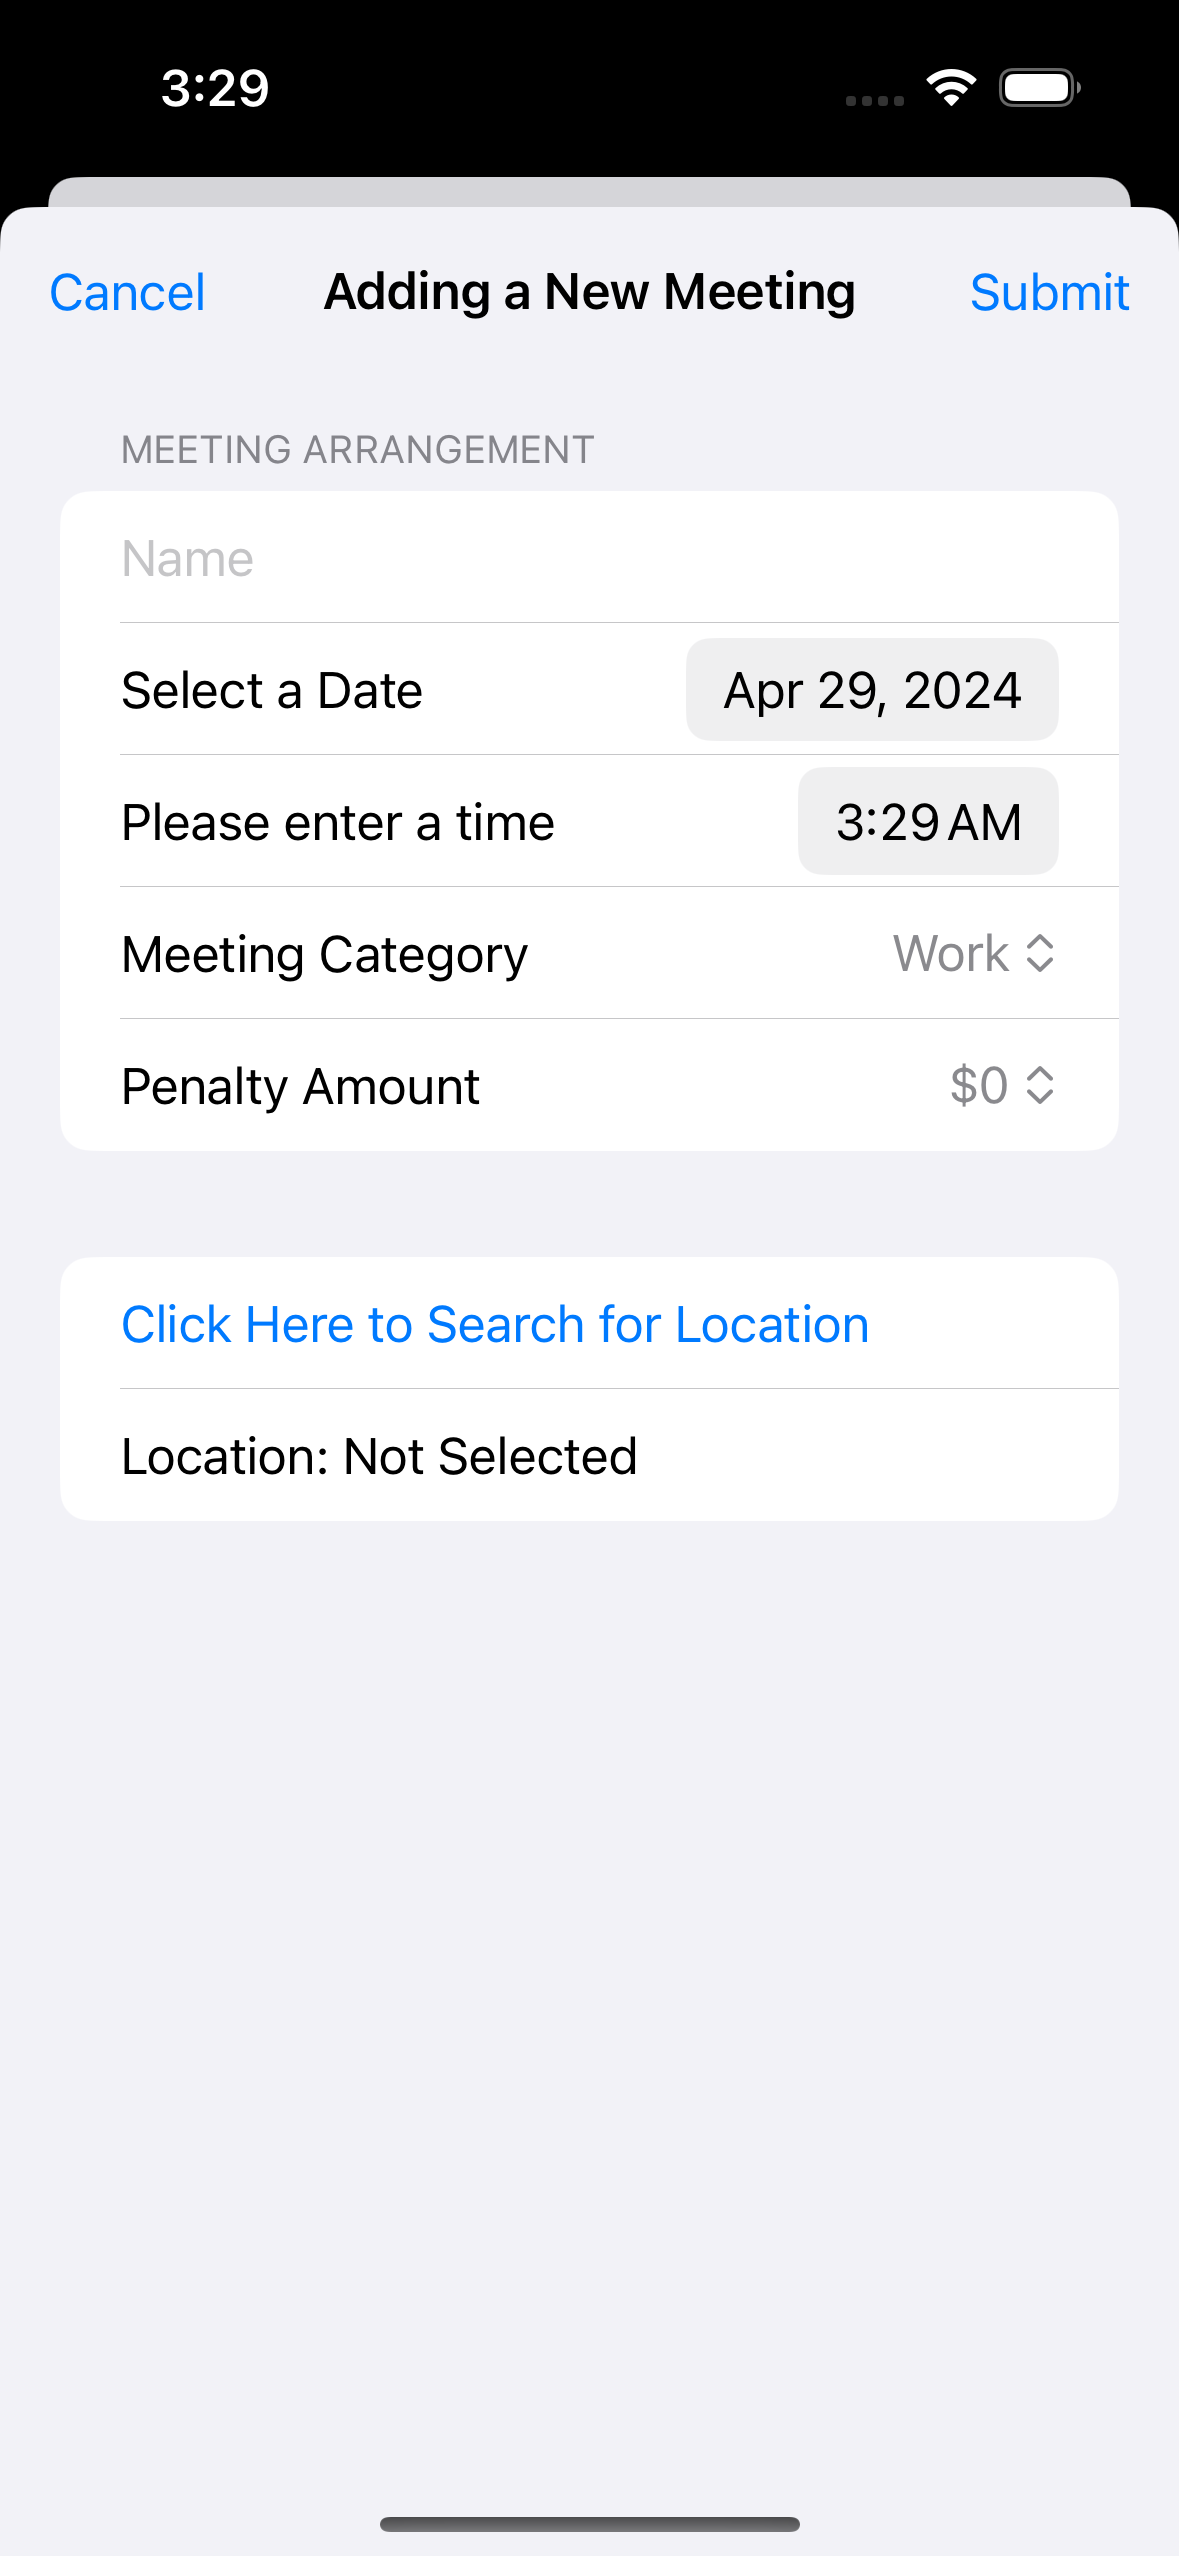 3:29
Cancel Adding a New Meeting Submit
MEETING ARRANGEMENT
Name
Select a Date Apr 29, 2024
Please enter a time 3:29 AM
Meeting Category Work
Penalty Amount $0
Click Here to Search for Location
Location: Not Selected